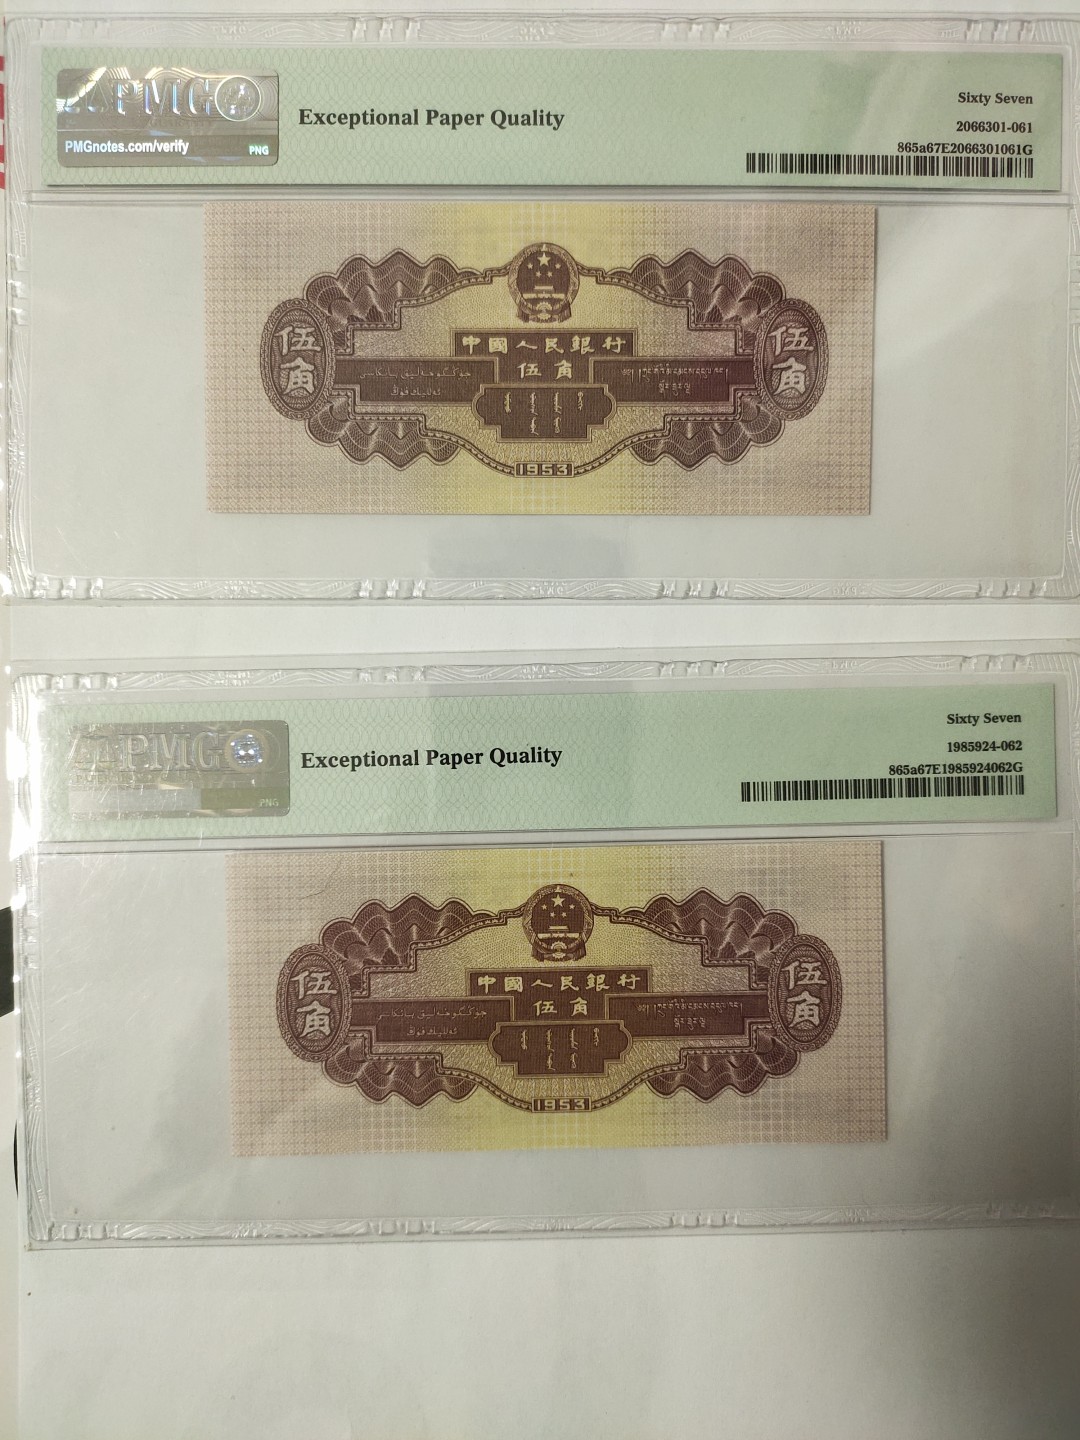 PMG
PMGnotes.com/verify
PNG
Exceptional Paper Quality
Sixty Seven
2066301-061
865a67E2066301061G
中國人民銀行
伍角
伍角
伍角
1953
PMG
PNG
Exceptional Paper Quality
Sixty Seven
1985924-062
865a67E1985924062G
中國人民銀行
伍角
伍角
伍角
1953